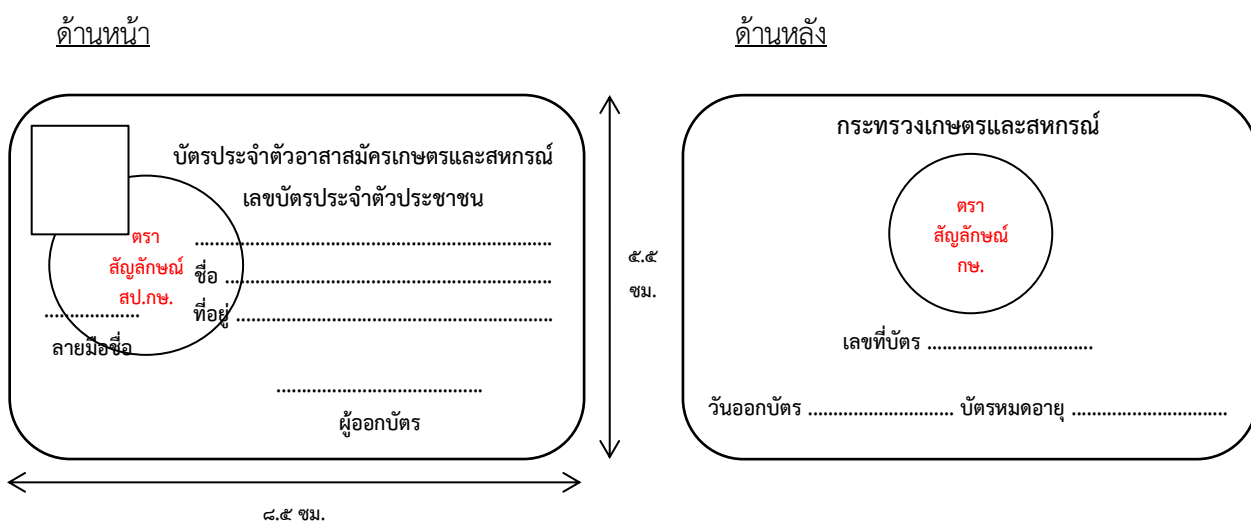 ด้านหน้า
บัตรประจำตัวอาสาสมัครเกษตรและสหกรณ์
เลขบัตรประจำตัวประชาชน
ตรา
สัญลักษณ์
สป.กษ.
......................................................................
ชื่อ ................................................................
ที่อยู่ ..............................................................
...................
ลายมือชื่อ
........................................
ผู้ออกบัตร
๕.๕
ซม.
๘.๕ ซม.
ด้านหลัง
กระทรวงเกษตรและสหกรณ์
ตรา
สัญลักษณ์
กษ.
เลขที่บัตร ................................
วันออกบัตร ............................ บัตรหมดอายุ ..............................